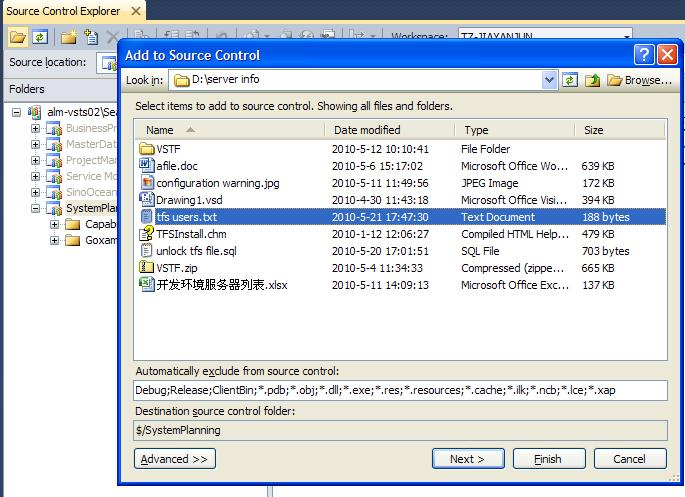 Source Control Explorer
Workspace: TZ-JIAYANJUN
Source location:
Folders
alm-vsts02\Sea
BusinessPr
MasterDat
ProjectMar
Service Mo
SinoOcean
SystemPlan
Capab
Goxam
Add to Source Control
Look in: D:\server info Browse...
Select items to add to source control. Showing all files and folders.
Name Date modified Type Size
VSTF 2010-5-12 10:10:41 File Folder
afile.doc 2010-5-6 15:17:02 Microsoft Office Wo... 639 KB
configuration warning.jpg 2010-5-11 11:49:56 JPEG Image 172 KB
Drawing1.vsd 2010-4-30 11:43:18 Microsoft Office Visi... 394 KB
tfs users.txt 2010-5-21 17:47:30 Text Document 188 bytes
TFSInstall.chm 2010-1-12 12:06:27 Compiled HTML Help... 479 KB
unlock tfs file.sql 2010-5-20 17:01:51 SQL File 703 bytes
VSTF.zip 2010-5-4 11:34:33 Compressed (zippe... 665 KB
开发环境服务器列表.xlsx 2010-5-11 14:09:13 Microsoft Office Exc... 137 KB
Automatically exclude from source control:
Debug;Release;ClientBin;*.pdb;*.obj;*.dll;*.exe;*.res;*.resources;*.cache;*.ilk;*.ncb;*.lce;*.xap
Destination source control folder:
$/SystemPlanning
Advanced >> Next > Finish Cancel